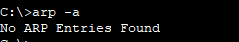 C:\>arp -a
No ARP Entries Found